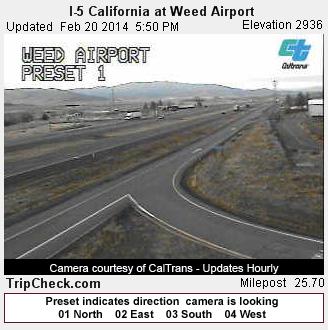 I-5 California at Weed Airport
Updated  Feb 20 2014  5:50 PM
Elevation 2936
WEED AIRPORT
PRESET 1
Caltrans
Camera courtesy of CalTrans - Updates Hourly
TripCheck.com
Milepost  25.70
Preset indicates direction camera is looking
01 North  02 East  03 South  04 West